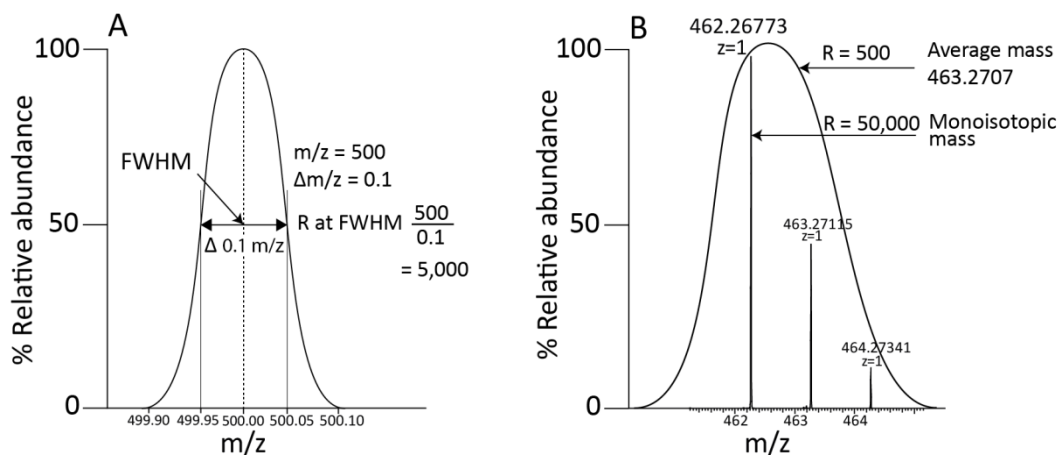 A
100
50
0
% Relative abundance
FWHM
m/z = 500
Δm/z = 0.1
R at FWHM 500
0.1
= 5,000
Δ 0.1 m/z
499.90 499.95 500.00 500.05 500.10
m/z
B
100
50
0
% Relative abundance
462.26773
z=1
R = 500
Average mass
463.2707
R = 50,000
Monoisotopic
mass
463.27115
z=1
464.27341
z=1
462 463 464
m/z